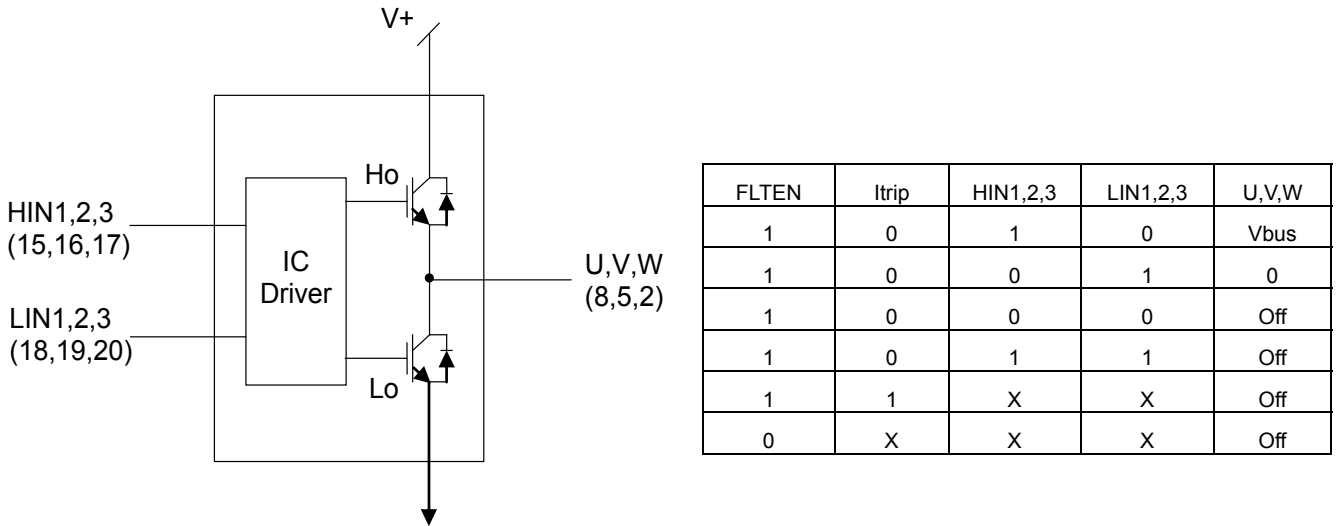 V+
Ho
HIN1,2,3
(15,16,17)
IC
Driver
U,V,W
(8,5,2)
LIN1,2,3
(18,19,20)
Lo
FLTEN Itrip HIN1,2,3 LIN1,2,3 U,V,W
1 0 1 0 Vbus
1 0 0 1 0
1 0 0 0 Off
1 0 1 1 Off
1 1 X X Off
0 X X X Off